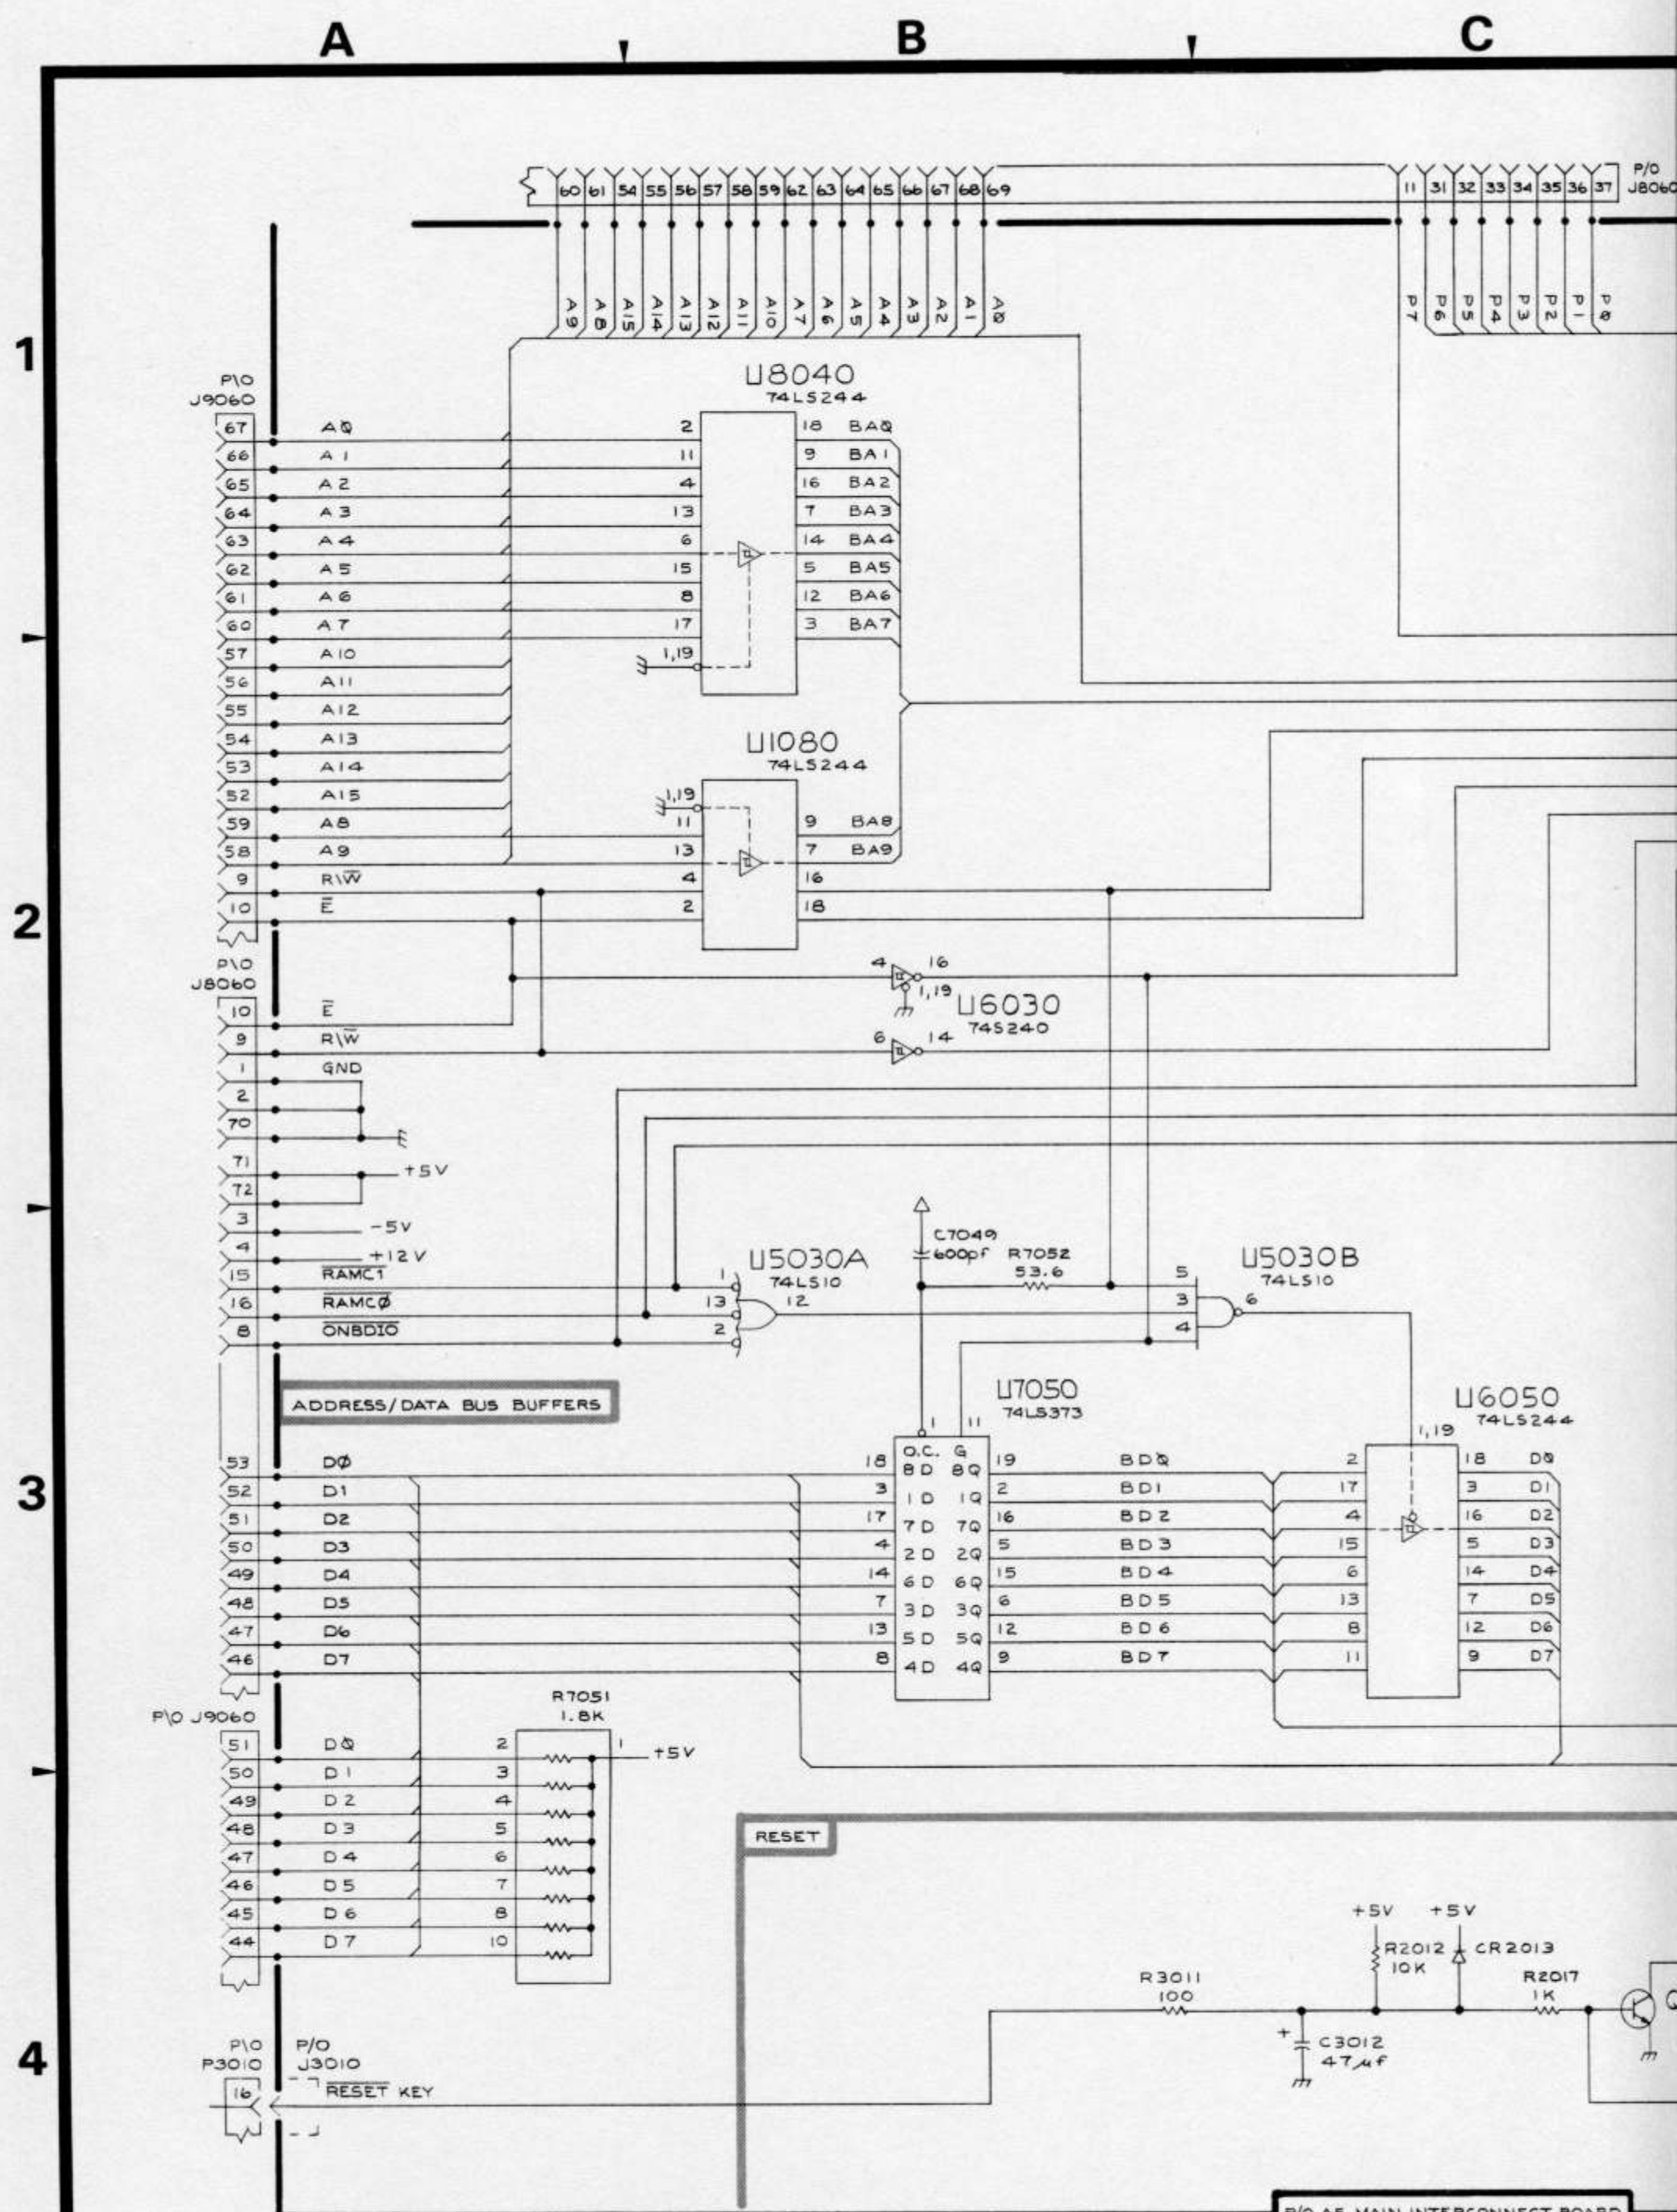 A B C
60 61 54 55 56 57 58 59 62 63 64 65 66 67 68 69
11 31 32 33 34 35 36 37
P/O
J8060
A9 A8 A15 A14 A13 A12 A11 A10 A7 A6 A5 A4 A3 A2 A1 A0
P7 P6 P5 P4 P3 P2 P1 P0
1
P\O
J9060
U8040
74LS244
67 A0 2 18 BA0
66 A1 11 9 BA1
65 A2 4 16 BA2
64 A3 13 7 BA3
63 A4 6 14 BA4
62 A5 15 5 BA5
61 A6 8 12 BA6
60 A7 17 3 BA7
57 A10 1,19
56 A11
55 A12
54 A13
U1080
74LS244
53 A14
52 A15 1,19
59 A8 11 9 BA8
58 A9 13 7 BA9
9 R\W̅ 4 16
10 E̅ 2 18
2
P\O
J8060
4 16
1,19
U6030
74S240
6 14
10 E̅
9 R\W̅
1 GND
2
70
71 +5V
72
3 -5V
4 +12V
15 R̅A̅M̅C̅1̅
16 R̅A̅M̅C̅Ø̅
8 O̅N̅B̅D̅I̅O̅
U5030A
74LS10
1
13 12
2
C7049
600pf
R7052
53.6
U5030B
74LS10
5
3 6
4
ADDRESS/DATA BUS BUFFERS
U7050
74LS373
1 11
O.C. G
U6050
74LS244
1,19
3
53 DØ 18 8D 8Q 19 BD0 2 18 D0
52 D1 3 1D 1Q 2 BD1 17 3 D1
51 D2 17 7D 7Q 16 BD2 4 16 D2
50 D3 4 2D 2Q 5 BD3 15 5 D3
49 D4 14 6D 6Q 15 BD4 6 14 D4
48 D5 7 3D 3Q 6 BD5 13 7 D5
47 D6 13 5D 5Q 12 BD6 8 12 D6
46 D7 8 4D 4Q 9 BD7 11 9 D7
P\O J9060
R7051
1.8K
51 D0 2 1 +5V
50 D1 3
49 D2 4
48 D3 5
47 D4 6
46 D5 7
45 D6 8
44 D7 10
RESET
+5V +5V
R2012
10K
CR2013
R3011
100
R2017
1K
+
C3012
47μf
4
P\O
P3010
P/O
J3010
16 R̅E̅S̅E̅T̅ KEY